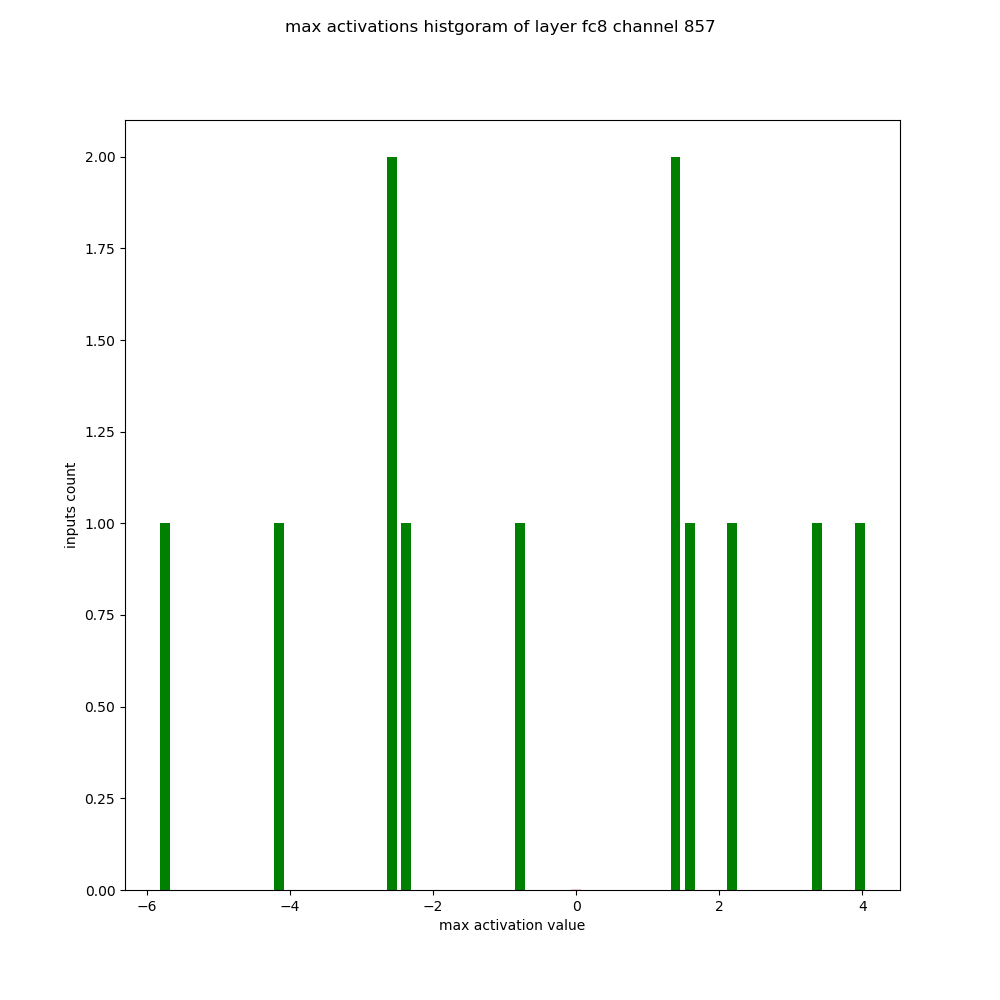 max activations histgoram of layer fc8 channel 857
2.00
1.75
1.50
1.25
1.00
0.75
0.50
0.25
0.00
inputs count
−6 −4 −2 0 2 4
max activation value